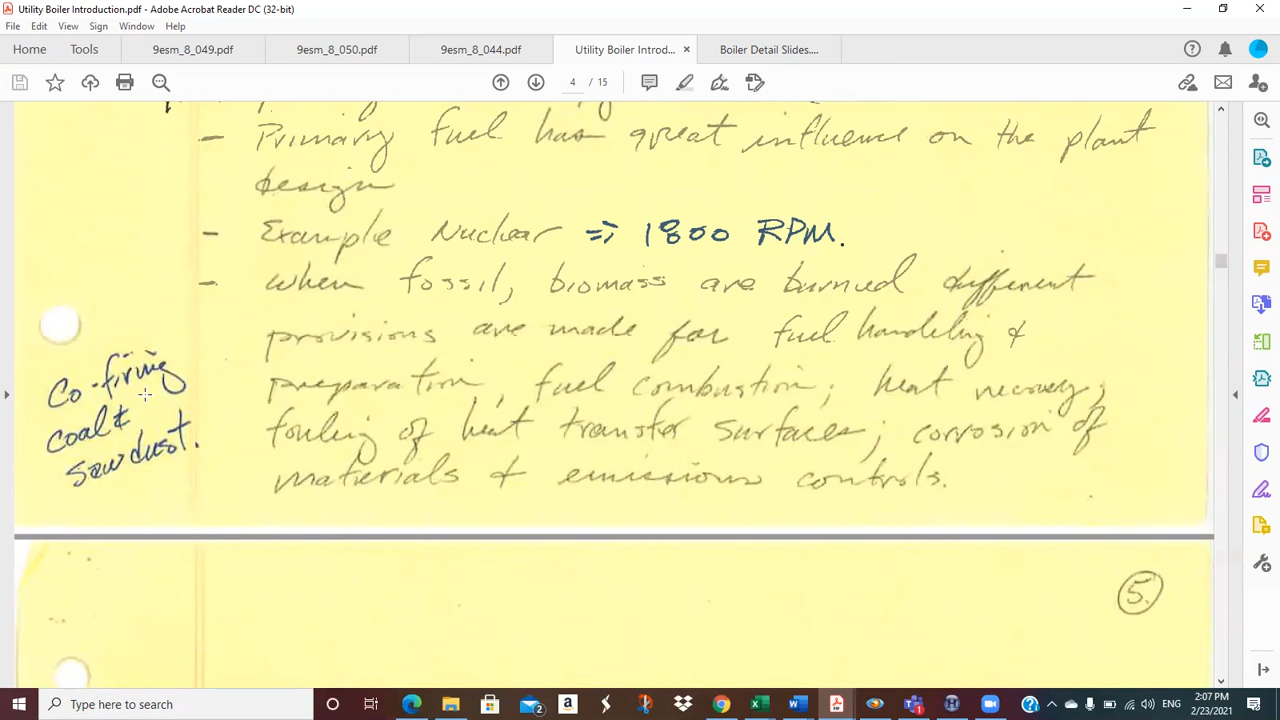 Utility Boiler Introduction.pdf - Adobe Acrobat Reader DC (32-bit)
File Edit View Sign Window Help
Home Tools 9esm_8_049.pdf 9esm_8_050.pdf 9esm_8_044.pdf Utility Boiler Introd... × Boiler Detail Slides....
4 / 15
- Primary fuel has great influence on the plant
design
- Example Nuclear => 1800 RPM.
- when fossil, biomass are burned different
provisions are made for fuel handeling &
preparation, fuel combustion; heat recovery;
fouling of heat transfer surfaces; corrosion of
materials & emissions controls.
Co-firing
coal &
sawdust.
5.
Type here to search
2:07 PM
2/23/2021